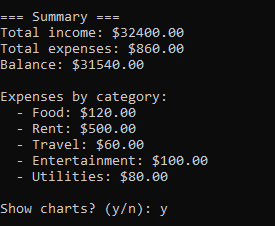 === Summary ===
Total income: $32400.00
Total expenses: $860.00
Balance: $31540.00
Expenses by category:
- Food: $120.00
- Rent: $500.00
- Travel: $60.00
- Entertainment: $100.00
- Utilities: $80.00
Show charts? (y/n): y